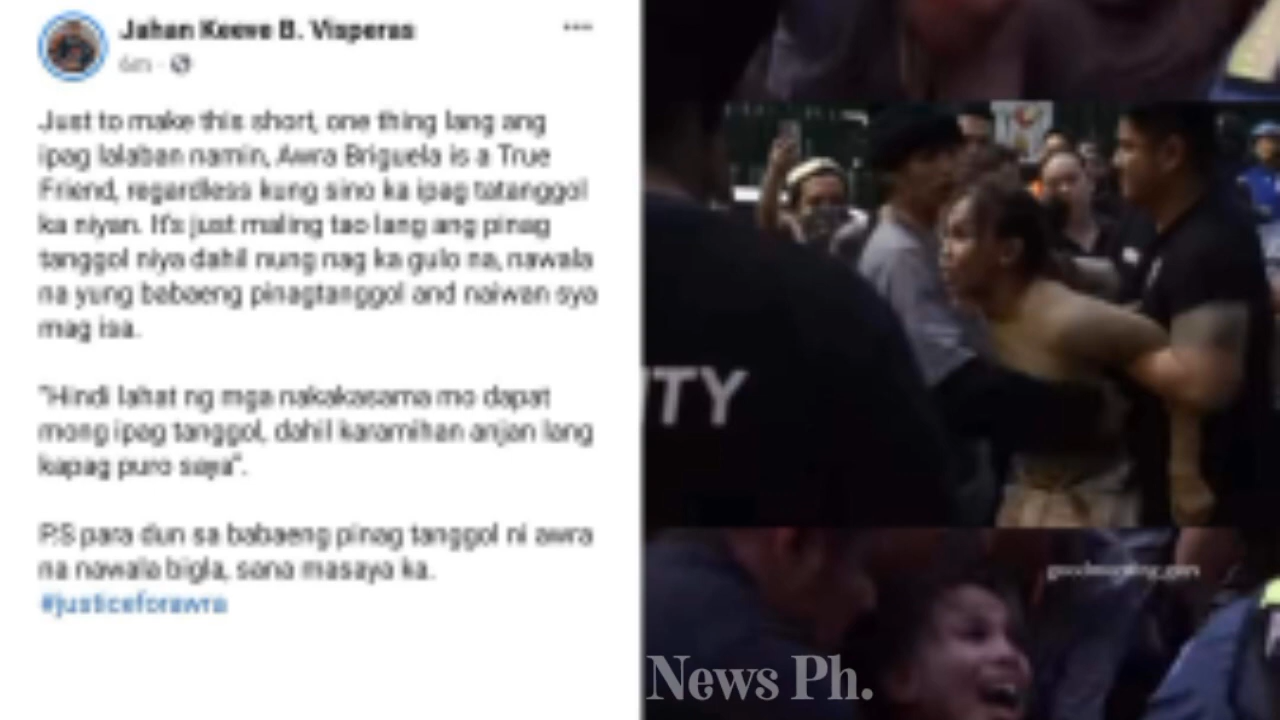 Jahan Keeve B. Visperas
6m
Just to make this short, one thing lang ang
ipag lalaban namin, Awra Briguela is a True
Friend, regardless kung sino ka ipag tatanggol
ka niyan. It's just maling tao lang ang pinag
tanggol niya dahil nung nag ka gulo na, nawala
na yung babaeng pinagtanggol and naiwan sya
mag isa.
"Hindi lahat ng mga nakakasama mo dapat
mong ipag tanggol, dahil karamihan anjan lang
kapag puro saya".
P.S para dun sa babaeng pinag tanggol ni awra
na nawala bigla, sana masaya ka.
#justiceforawra
ITY
News Ph.